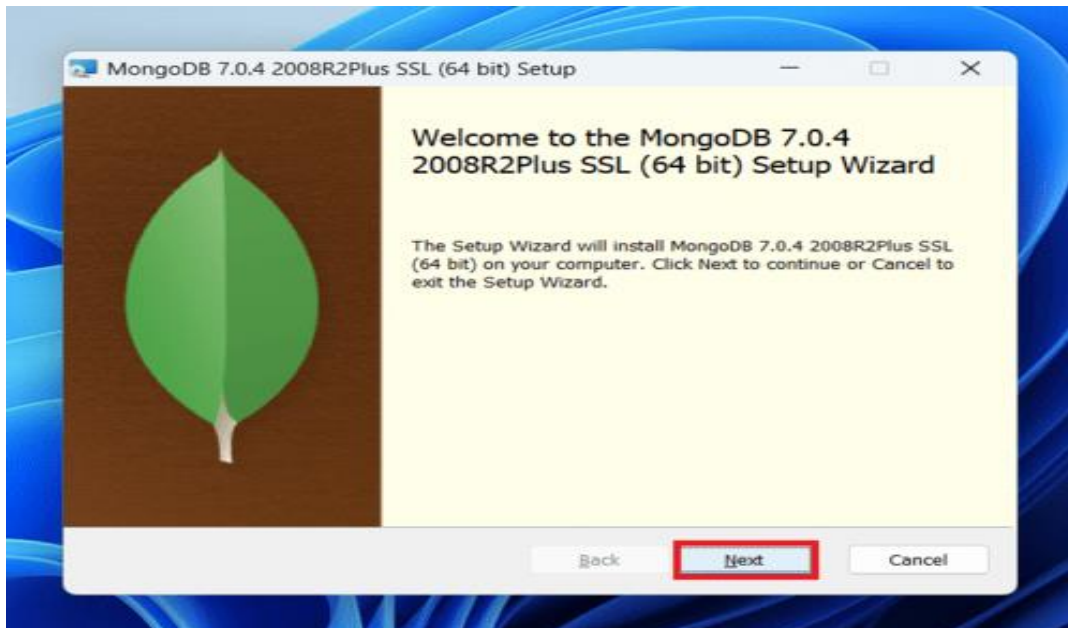 MongoDB 7.0.4 2008R2Plus SSL (64 bit) Setup
Welcome to the MongoDB 7.0.4
2008R2Plus SSL (64 bit) Setup Wizard
The Setup Wizard will install MongoDB 7.0.4 2008R2Plus SSL
(64 bit) on your computer. Click Next to continue or Cancel to
exit the Setup Wizard.
Back Next Cancel